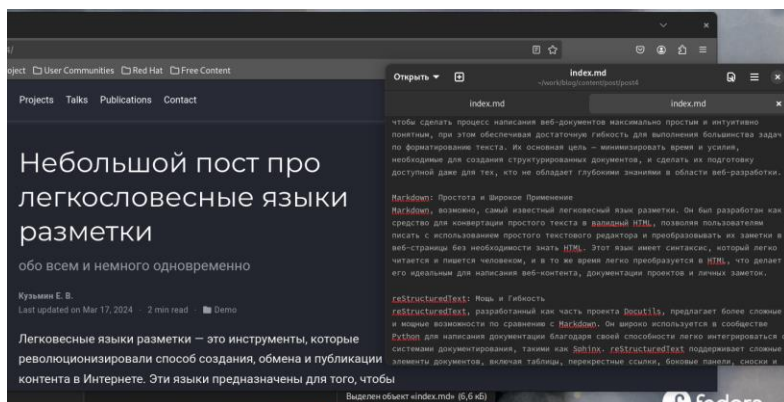 4/
oject User Communities Red Hat Free Content
Projects Talks Publications Contact
Небольшой пост про
легкословесные языки
разметки
обо всем и немного одновременно
Кузьмин Е. В.
Last updated on Mar 17, 2024 · 2 min read · Demo
Легковесные языки разметки — это инструменты, которые
революционизировали способ создания, обмена и публикации
контента в Интернете. Эти языки предназначены для того, чтобы
Открыть
index.md
~/work/blog/content/post/post4
index.md index.md
чтобы сделать процесс написания веб-документов максимально простым и интуитивно
понятным, при этом обеспечивая достаточную гибкость для выполнения большинства задач
по форматированию текста. Их основная цель — минимизировать время и усилия,
необходимые для создания структурированных документов, и сделать их подготовку
доступной даже для тех, кто не обладает глубокими знаниями в области веб-разработки.
Markdown: Простота и Широкое Применение
Markdown, возможно, самый известный легковесный язык разметки. Он был разработан как
средство для конвертации простого текста в валидный HTML, позволяя пользователям
писать с использованием простого текстового редактора и преобразовывать их заметки в
веб-страницы без необходимости знать HTML. Этот язык имеет синтаксис, который легко
читается и пишется человеком, и в то же время легко преобразуется в HTML, что делает
его идеальным для написания веб-контента, документации проектов и личных заметок.
reStructuredText: Мощь и Гибкость
reStructuredText, разработанный как часть проекта Docutils, предлагает более сложные
и мощные возможности по сравнению с Markdown. Он широко используется в сообществе
Python для написания документации благодаря своей способности легко интегрироваться с
системами документирования, такими как Sphinx. reStructuredText поддерживает сложные
элементы документов, включая таблицы, перекрестные ссылки, боковые панели, сноски и
Выделен объект «index.md» (6,6 кБ)
fedora